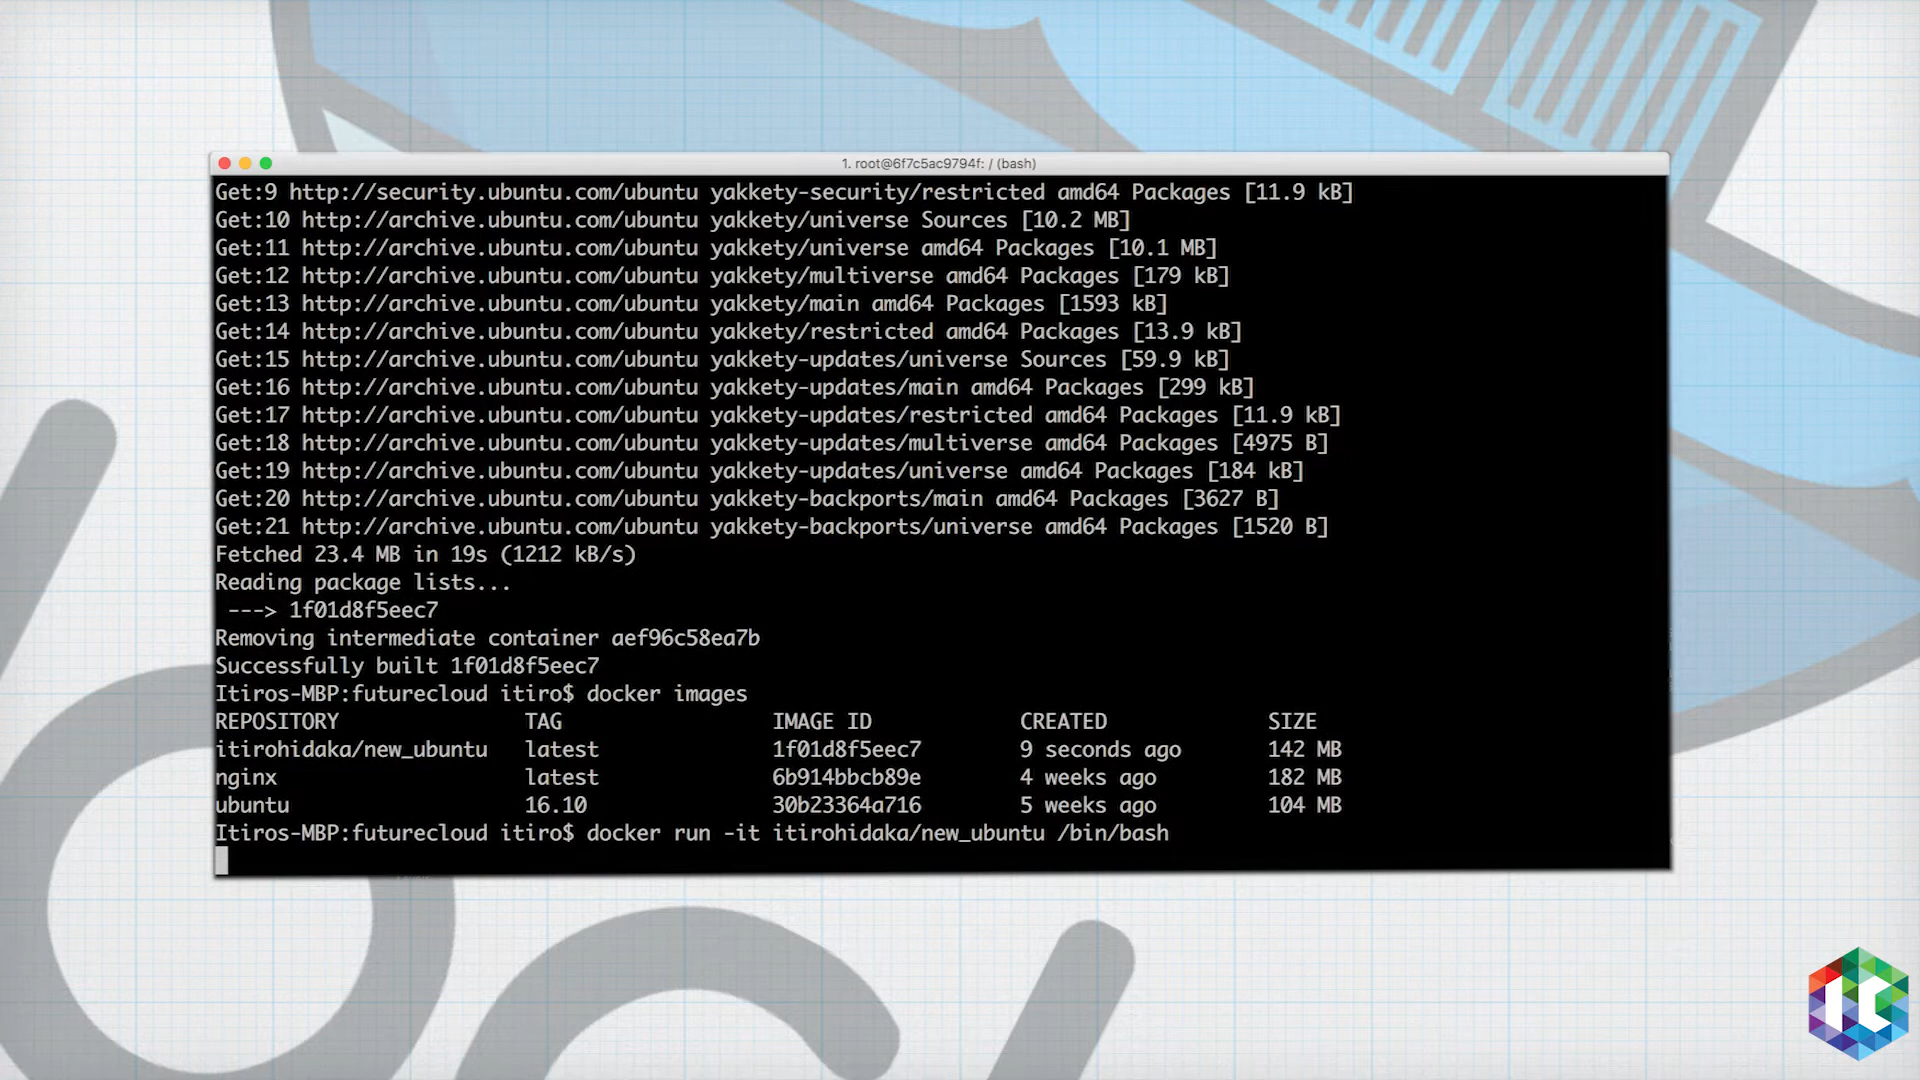 1. root@6f7c5ac9794f: / (bash)
Get:9 http://security.ubuntu.com/ubuntu yakkety-security/restricted amd64 Packages [11.9 kB]
Get:10 http://archive.ubuntu.com/ubuntu yakkety/universe Sources [10.2 MB]
Get:11 http://archive.ubuntu.com/ubuntu yakkety/universe amd64 Packages [10.1 MB]
Get:12 http://archive.ubuntu.com/ubuntu yakkety/multiverse amd64 Packages [179 kB]
Get:13 http://archive.ubuntu.com/ubuntu yakkety/main amd64 Packages [1593 kB]
Get:14 http://archive.ubuntu.com/ubuntu yakkety/restricted amd64 Packages [13.9 kB]
Get:15 http://archive.ubuntu.com/ubuntu yakkety-updates/universe Sources [59.9 kB]
Get:16 http://archive.ubuntu.com/ubuntu yakkety-updates/main amd64 Packages [299 kB]
Get:17 http://archive.ubuntu.com/ubuntu yakkety-updates/restricted amd64 Packages [11.9 kB]
Get:18 http://archive.ubuntu.com/ubuntu yakkety-updates/multiverse amd64 Packages [4975 B]
Get:19 http://archive.ubuntu.com/ubuntu yakkety-updates/universe amd64 Packages [184 kB]
Get:20 http://archive.ubuntu.com/ubuntu yakkety-backports/main amd64 Packages [3627 B]
Get:21 http://archive.ubuntu.com/ubuntu yakkety-backports/universe amd64 Packages [1520 B]
Fetched 23.4 MB in 19s (1212 kB/s)
Reading package lists...
---> 1f01d8f5eec7
Removing intermediate container aef96c58ea7b
Successfully built 1f01d8f5eec7
Itiros-MBP:futurecloud itiro$ docker images
REPOSITORY TAG IMAGE ID CREATED SIZE
itirohidaka/new_ubuntu latest 1f01d8f5eec7 9 seconds ago 142 MB
nginx latest 6b914bbcb89e 4 weeks ago 182 MB
ubuntu 16.10 30b23364a716 5 weeks ago 104 MB
Itiros-MBP:futurecloud itiro$ docker run -it itirohidaka/new_ubuntu /bin/bash
IC